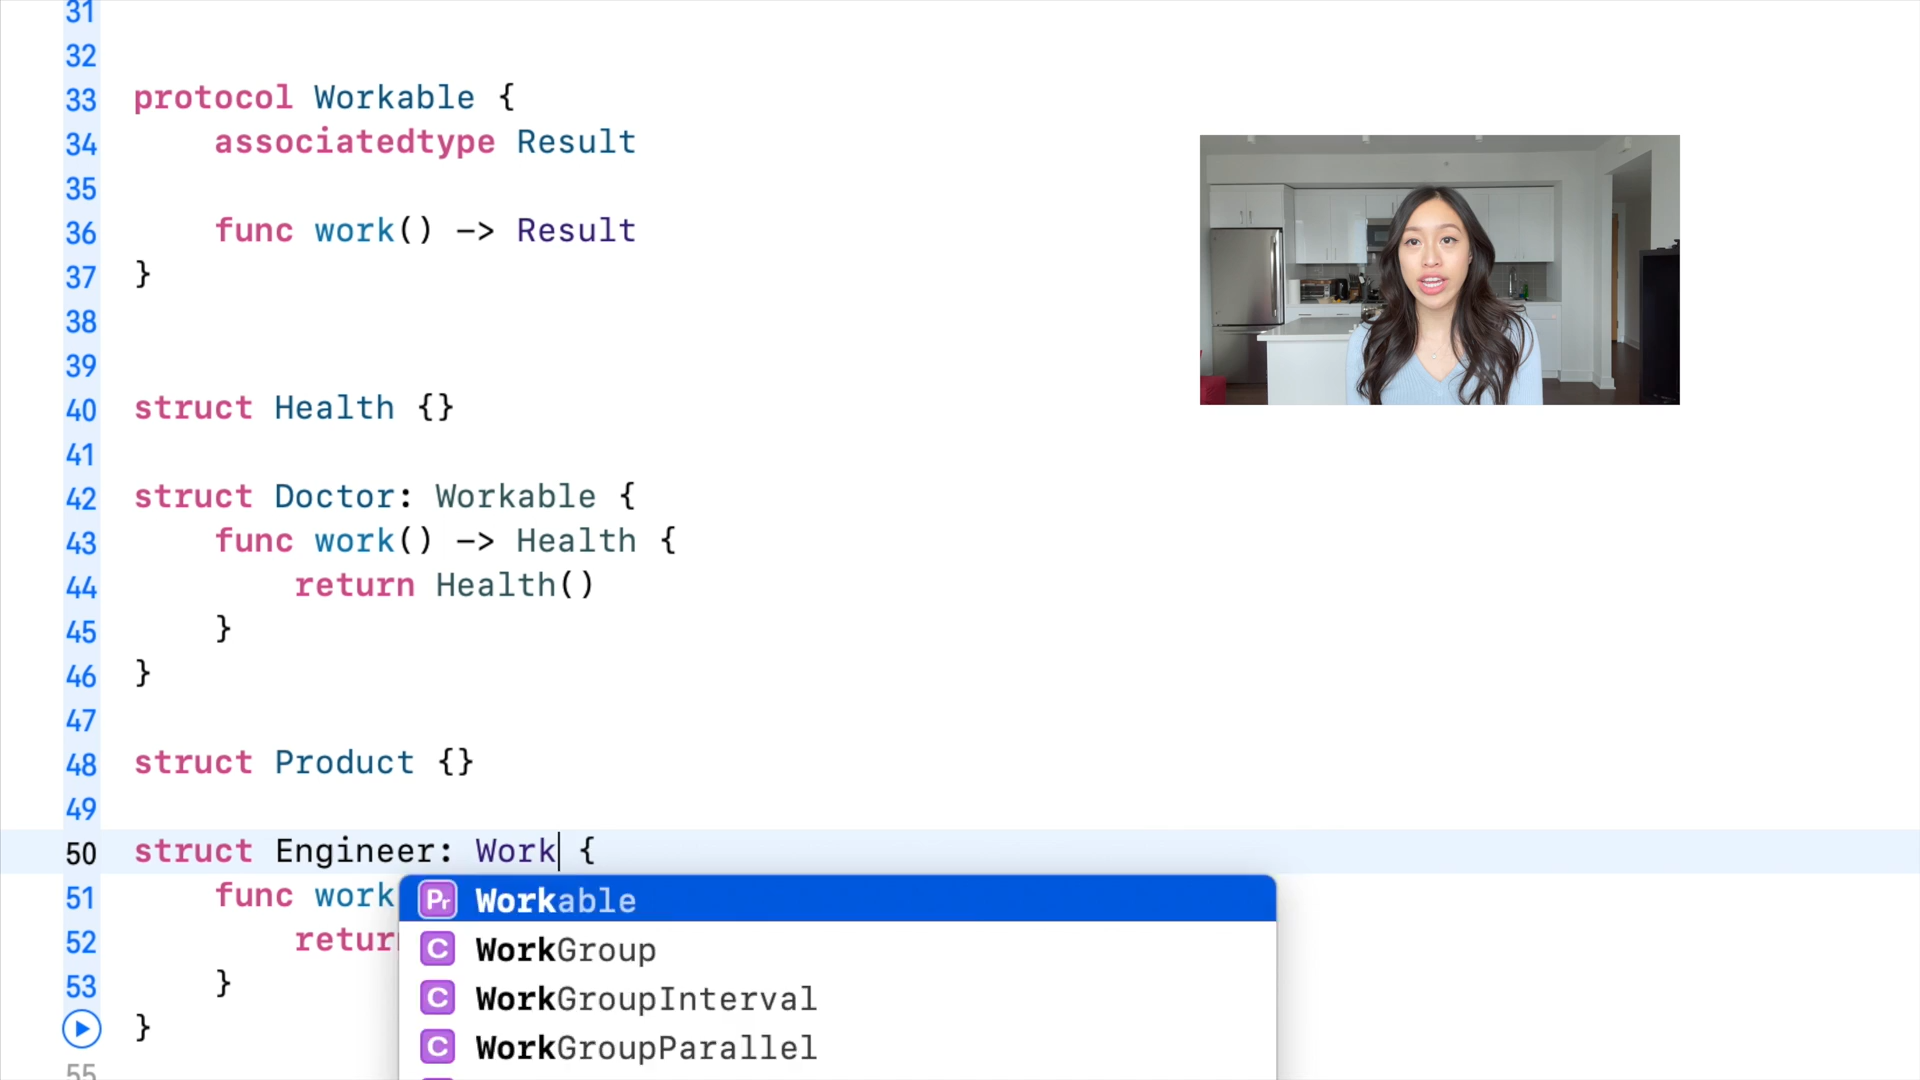 31
32
33 protocol Workable {
34 associatedtype Result
35
36 func work() -> Result
37 }
38
39
40 struct Health {}
41
42 struct Doctor: Workable {
43 func work() -> Health {
44 return Health()
45 }
46 }
47
48 struct Product {}
49
50 struct Engineer: Work {
51 func work
Pr Workable
52 return
C WorkGroup
53 }
C WorkGroupInterval
}
C WorkGroupParallel
55